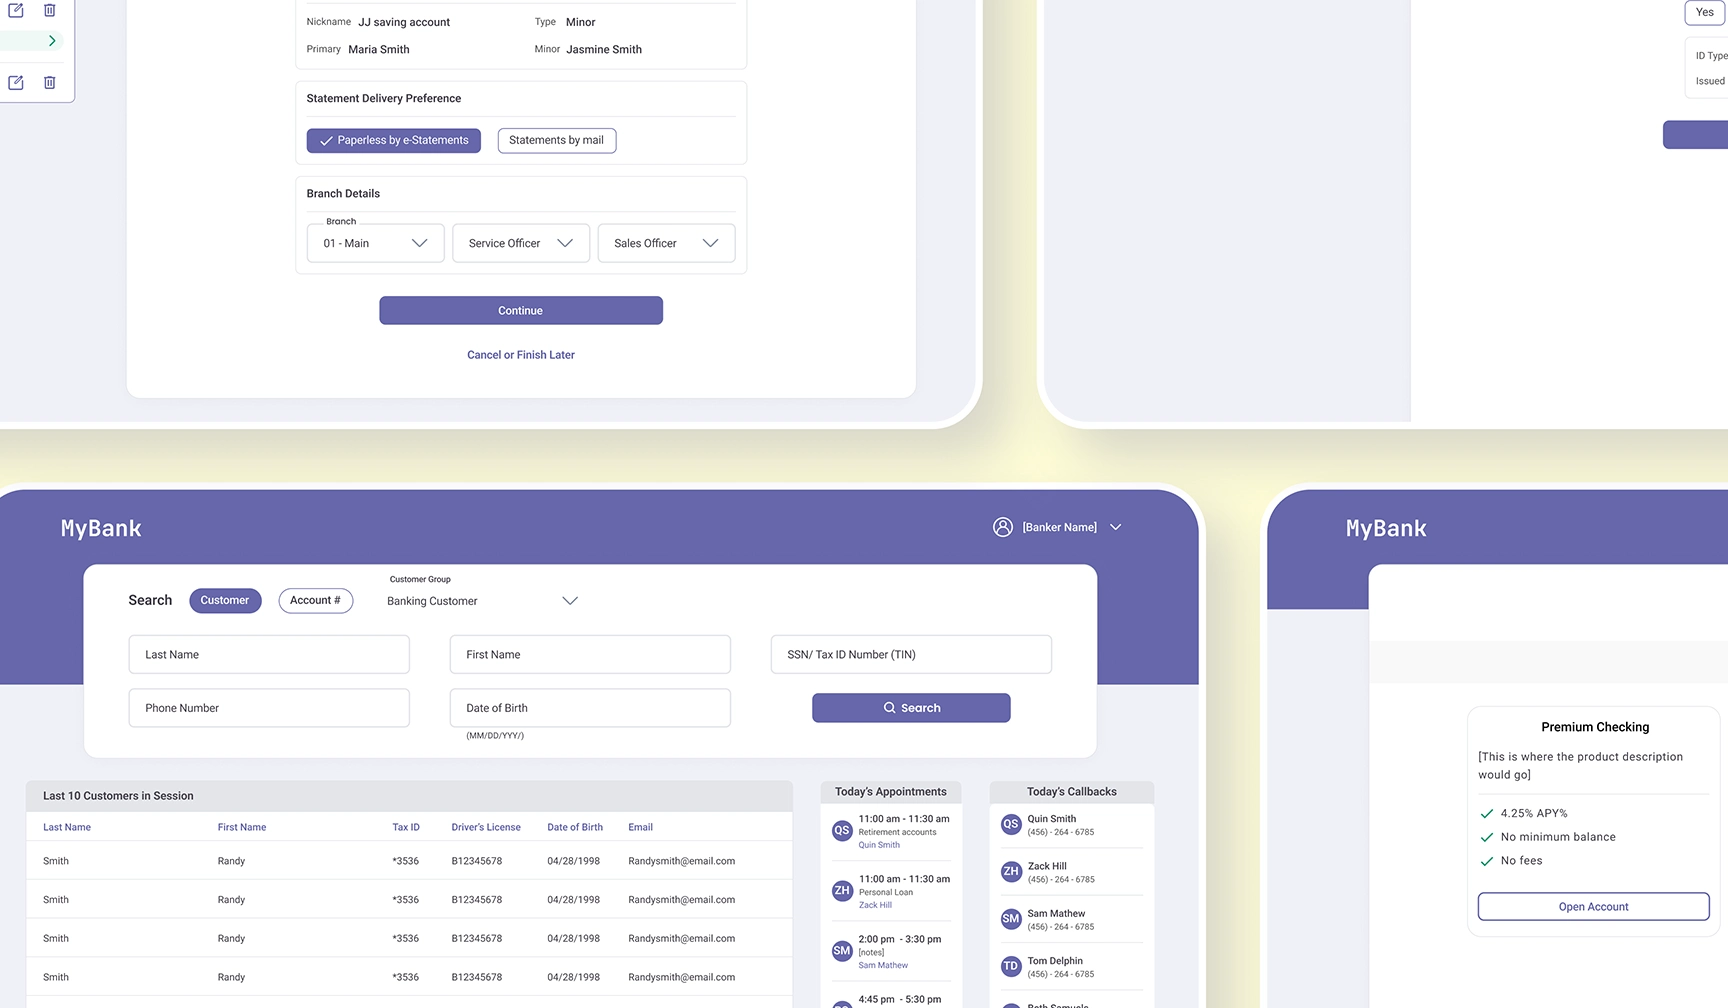 Nickname JJ saving account Type Minor
Primary Maria Smith Minor Jasmine Smith
Statement Delivery Preference
Paperless by e-Statements Statements by mail
Branch Details
Branch
01 - Main Service Officer Sales Officer
Continue
Cancel or Finish Later
Yes
ID Type
Issued
MyBank
[Banker Name]
Customer Group
Search Customer Account # Banking Customer
Last Name First Name SSN/ Tax ID Number (TIN)
Phone Number Date of Birth Search
(MM/DD/YYY/)
Last 10 Customers in Session
Last Name First Name Tax ID Driver's License Date of Birth Email
Smith Randy *3536 B12345678 04/28/1998 Randysmith@email.com
Smith Randy *3536 B12345678 04/28/1998 Randysmith@email.com
Smith Randy *3536 B12345678 04/28/1998 Randysmith@email.com
Smith Randy *3536 B12345678 04/28/1998 Randysmith@email.com
Today's Appointments
QS 11:00 am - 11:30 am
Retirement accounts
Quin Smith
ZH 11:00 am - 11:30 am
Personal Loan
Zack Hill
SM 2:00 pm - 3:30 pm
[notes]
Sam Mathew
4:45 pm - 5:30 pm
Today's Callbacks
QS Quin Smith
(456) - 264 - 6785
ZH Zack Hill
(456) - 264 - 6785
SM Sam Mathew
(456) - 264 - 6785
TD Tom Delphin
(456) - 264 - 6785
MyBank
Premium Checking
[This is where the product description
would go]
4.25% APY%
No minimum balance
No fees
Open Account